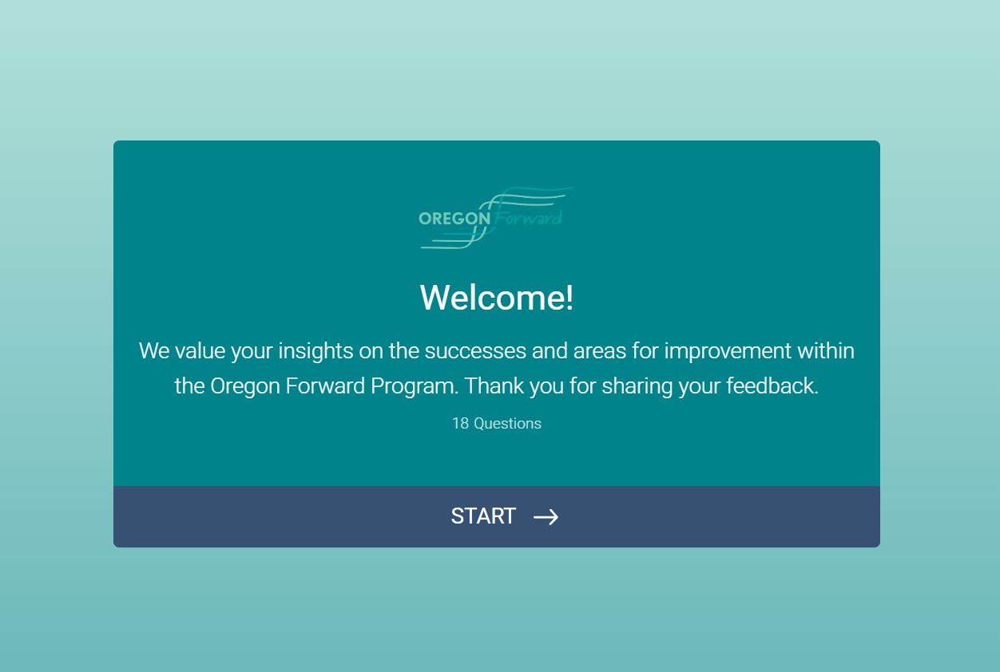 OREGON Forward
Welcome!
We value your insights on the successes and areas for improvement within
the Oregon Forward Program. Thank you for sharing your feedback.
18 Questions
START